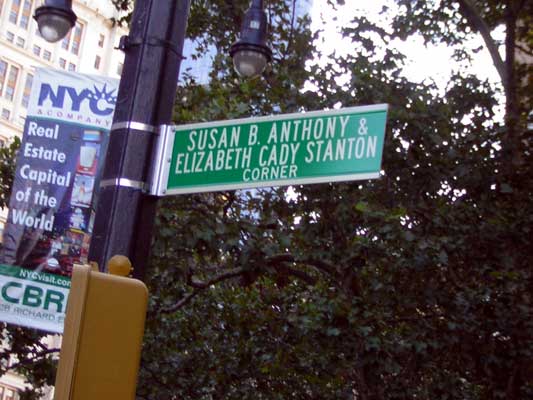 NYC
& COMPANY
Real
Estate
Capital
of the
World
NYCvisit.com
CBR
RICHARD
SUSAN B. ANTHONY &
ELIZABETH CADY STANTON
CORNER